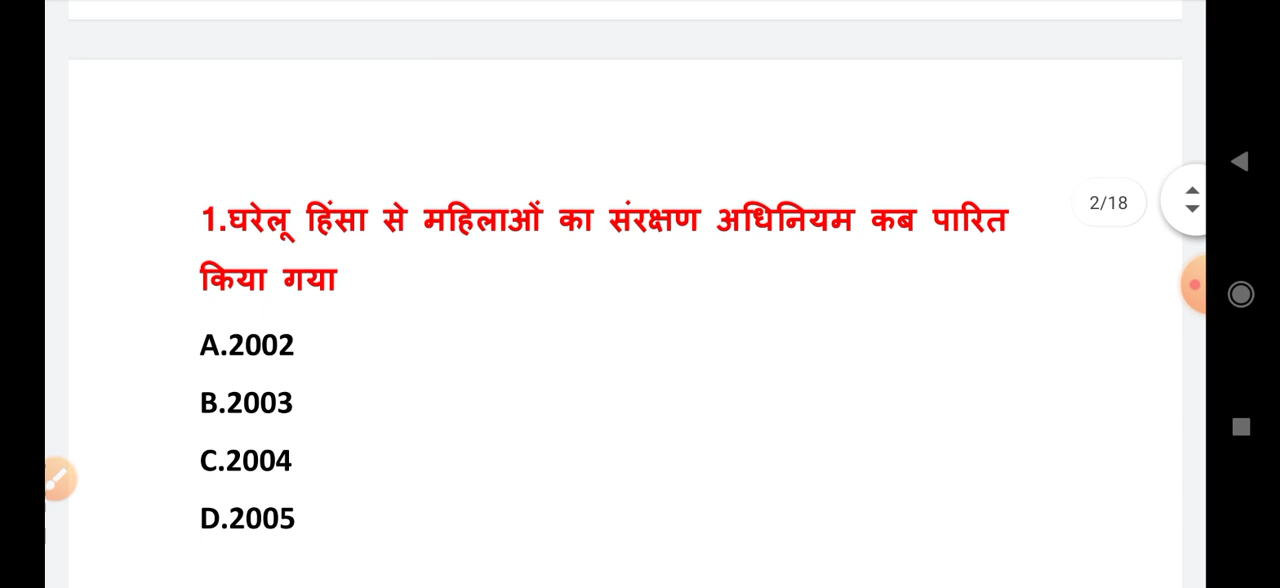 1.घरेलू हिंसा से महिलाओं का संरक्षण अधिनियम कब पारित
किया गया
2/18
A.2002
B.2003
C.2004
D.2005